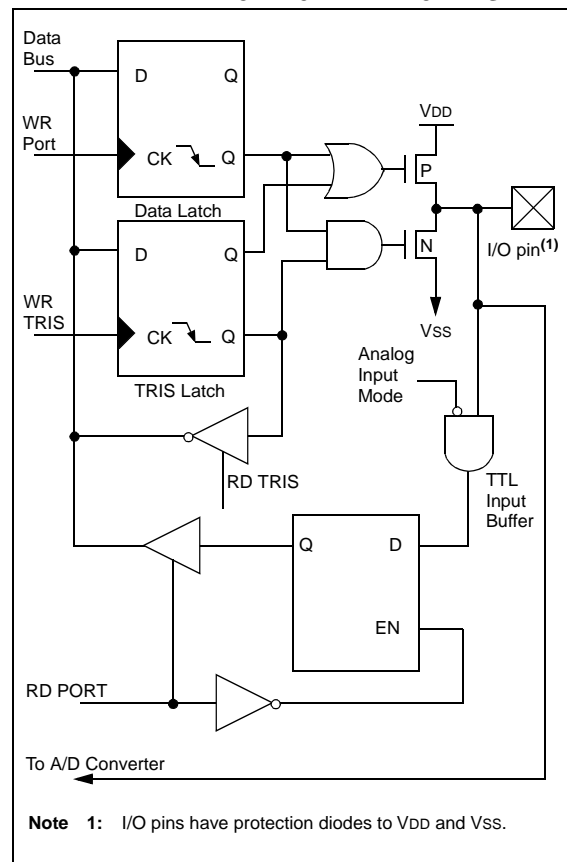 Data
Bus
D
Q
VDD
WR
Port
CK
Q
P
Data Latch
N
I/O pin(1)
D
Q
WR
TRIS
CK
Q
VSS
TRIS Latch
Analog
Input
Mode
RD TRIS
TTL
Input
Buffer
Q
D
EN
RD PORT
To A/D Converter
Note 1: I/O pins have protection diodes to VDD and VSS.